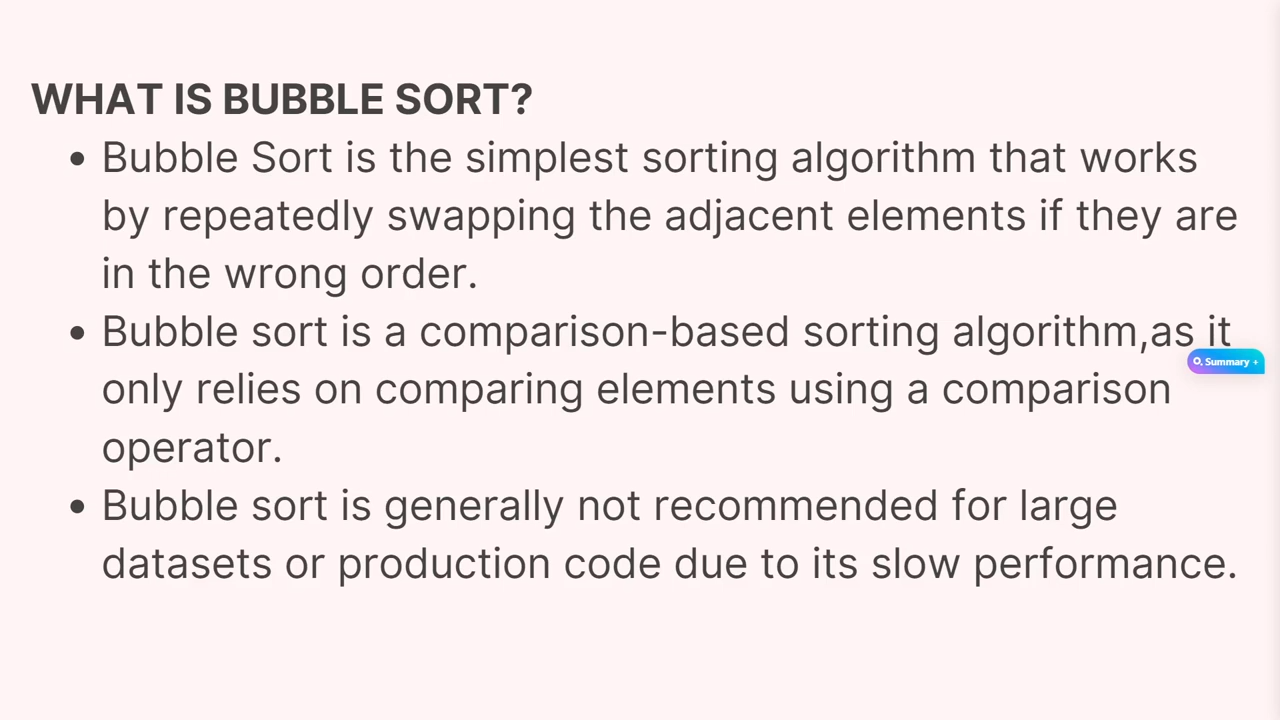 WHAT IS BUBBLE SORT?
• Bubble Sort is the simplest sorting algorithm that works
by repeatedly swapping the adjacent elements if they are
in the wrong order.
• Bubble sort is a comparison-based sorting algorithm,as it
Summary +
only relies on comparing elements using a comparison
operator.
• Bubble sort is generally not recommended for large
datasets or production code due to its slow performance.